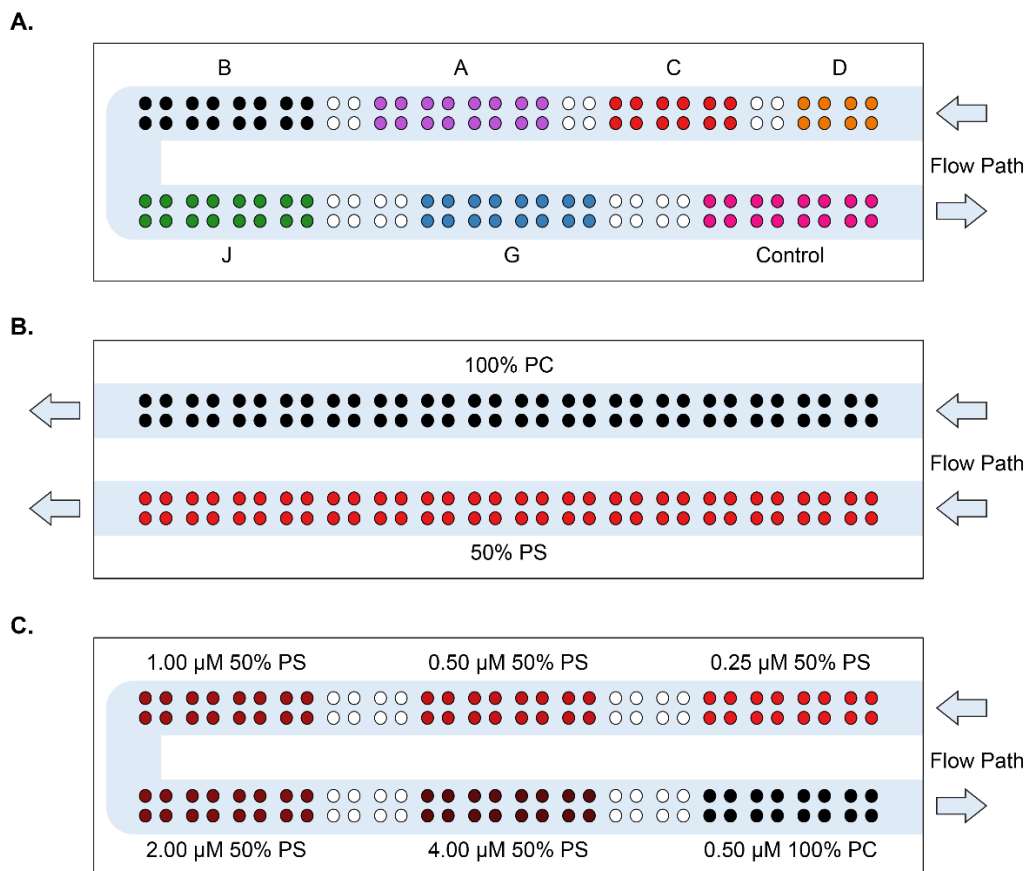 A.
B
A
C
D
Flow Path
J
G
Control
B.
100% PC
Flow Path
50% PS
C.
1.00 µM 50% PS
0.50 µM 50% PS
0.25 µM 50% PS
Flow Path
2.00 µM 50% PS
4.00 µM 50% PS
0.50 µM 100% PC